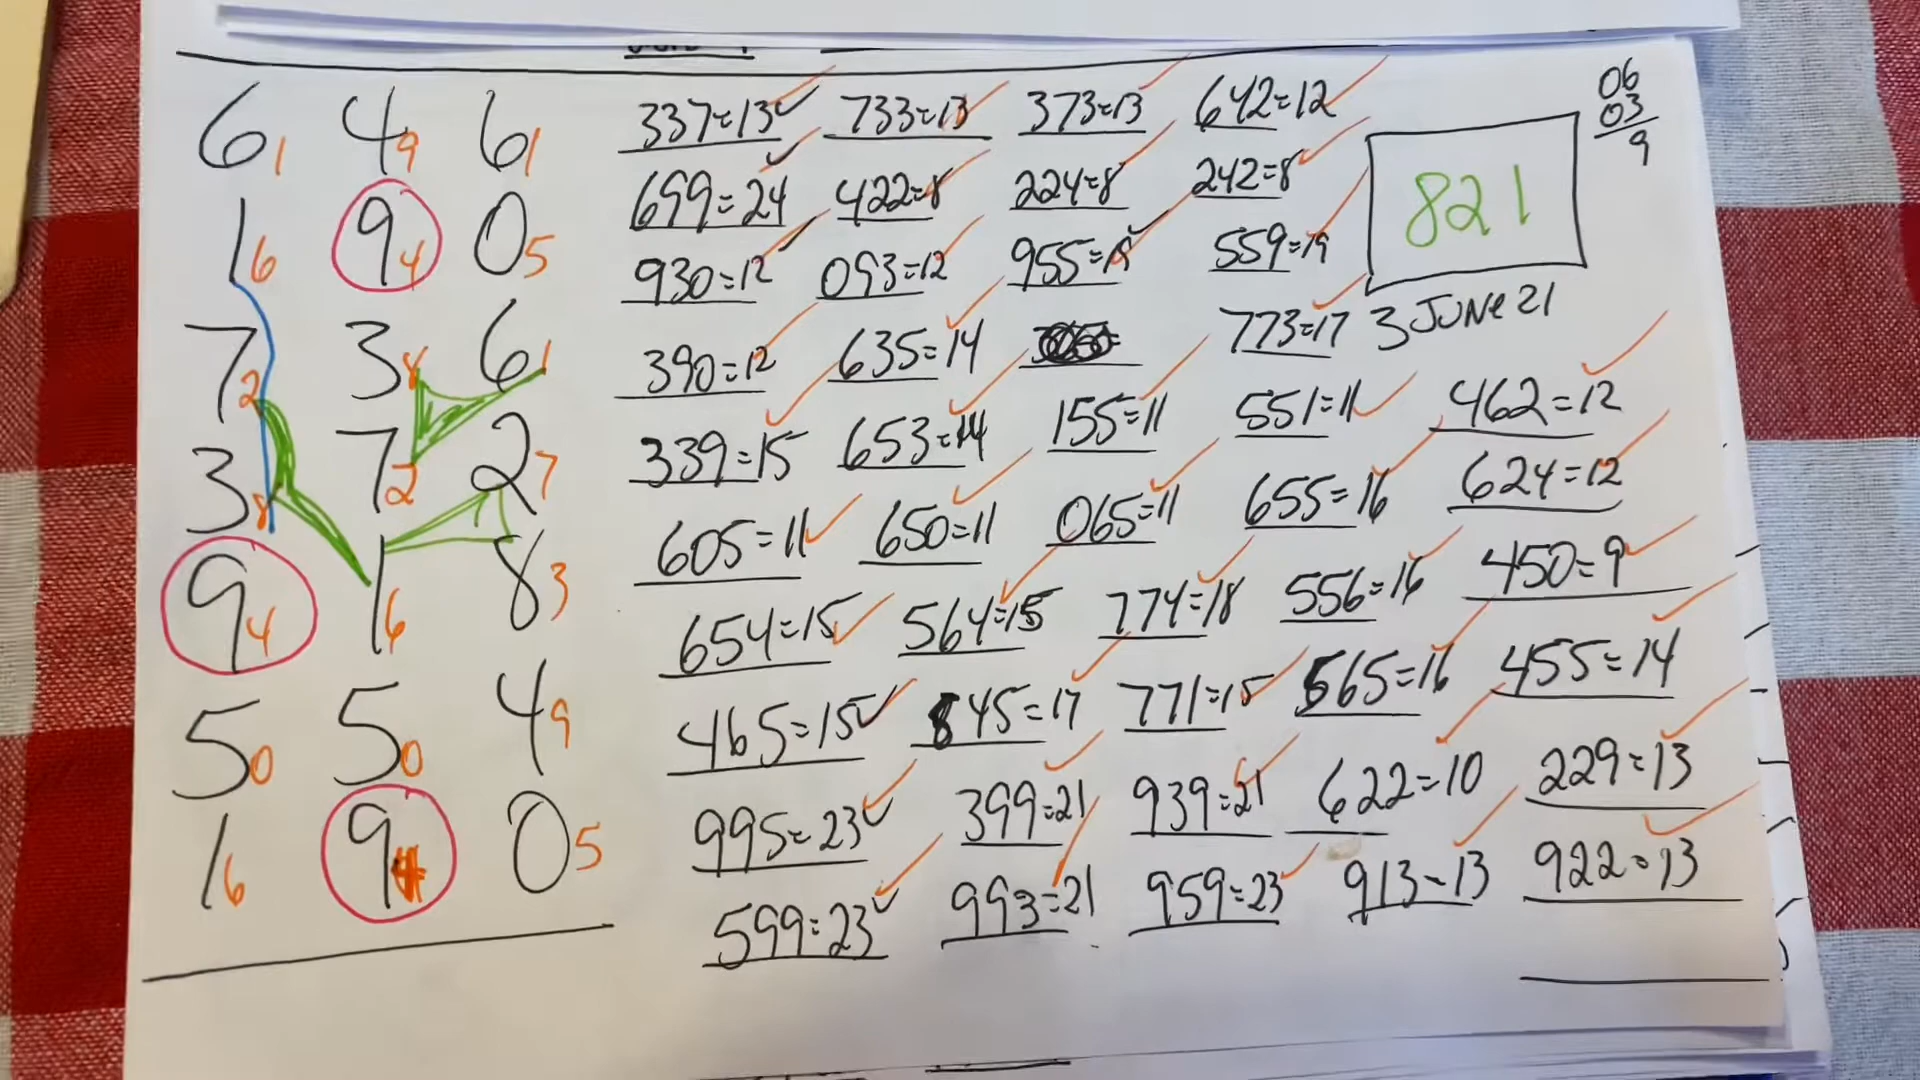 6 1 4 9 6 1
1 6 9 4 0 5
7 2 3 8 6 1
3 8 7 2 2 7
9 4 1 6 8 3
5 0 5 0 4 9
1 6 9 4 0 5
337=13 733=13 373=13 642=12
699=24 422=8 224=8 242=8
930=12 093=12 955=19 559=19
390=12 635=14 773=17
339=15 653=14 155=11 551=11 462=12
605=11 650=11 065=11 655=16 624=12
654=15 564=15 774=18 556=16 450=9
465=15 845=17 771=15 565=16 455=14
995=23 399=21 939=21 622=10 229=13
599=23 993=21 959=23 913-13 922=13
06
03
9
821
3 JUNE 21